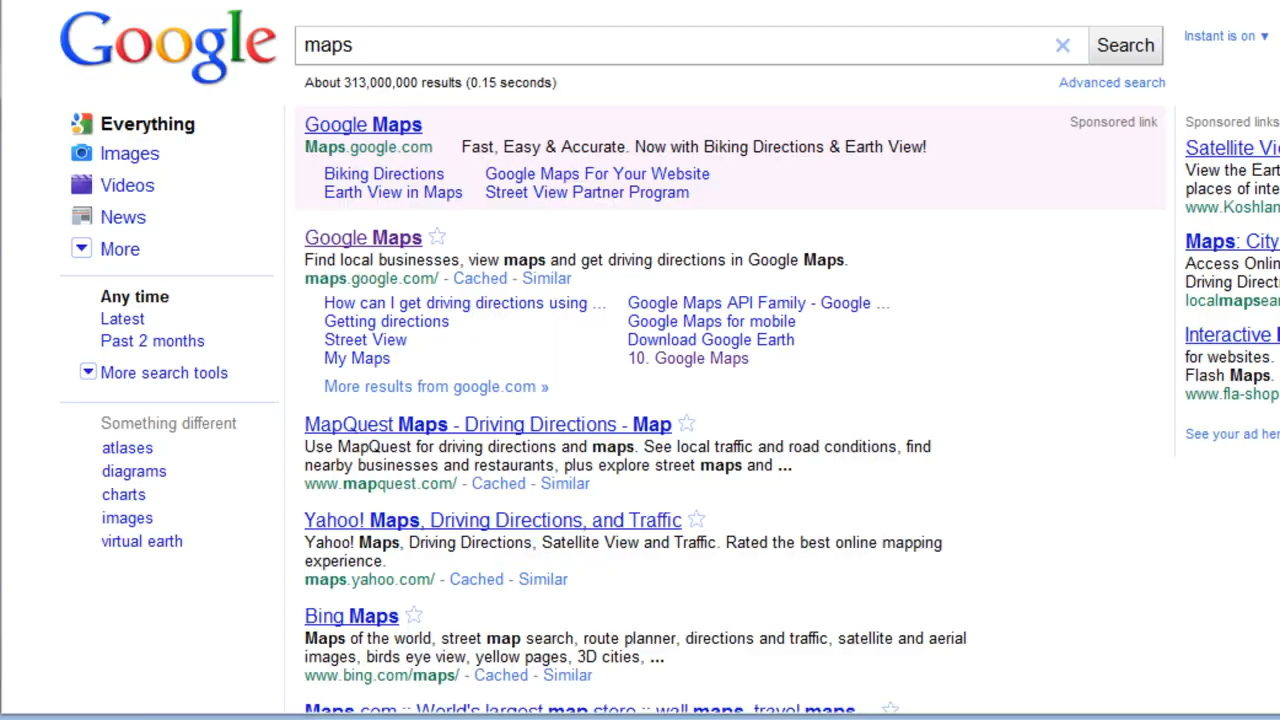 Google
maps
Search
Instant is on ▼
About 313,000,000 results (0.15 seconds)
Advanced search
Everything
Images
Videos
News
More
Any time
Latest
Past 2 months
More search tools
Something different
atlases
diagrams
charts
images
virtual earth
Google Maps
Sponsored link
Maps.google.com Fast, Easy & Accurate. Now with Biking Directions & Earth View!
Biking Directions Google Maps For Your Website
Earth View in Maps Street View Partner Program
Google Maps
Find local businesses, view maps and get driving directions in Google Maps.
maps.google.com/ - Cached - Similar
How can I get driving directions using ... Google Maps API Family - Google ...
Getting directions Google Maps for mobile
Street View Download Google Earth
My Maps 10. Google Maps
More results from google.com »
MapQuest Maps - Driving Directions - Map
Use MapQuest for driving directions and maps. See local traffic and road conditions, find
nearby businesses and restaurants, plus explore street maps and ...
www.mapquest.com/ - Cached - Similar
Yahoo! Maps, Driving Directions, and Traffic
Yahoo! Maps, Driving Directions, Satellite View and Traffic. Rated the best online mapping
experience.
maps.yahoo.com/ - Cached - Similar
Bing Maps
Maps of the world, street map search, route planner, directions and traffic, satellite and aerial
images, birds eye view, yellow pages, 3D cities, ...
www.bing.com/maps/ - Cached - Similar
Maps.com :: World's largest map store :: wall maps, travel maps
Sponsored links
Satellite
View the Eart
places of inte
www.Koshlan
Maps: City
Access Onlin
Driving Directi
localmapsear
Interactive
for websites.
Flash Maps.
www.fla-shop
See your ad her